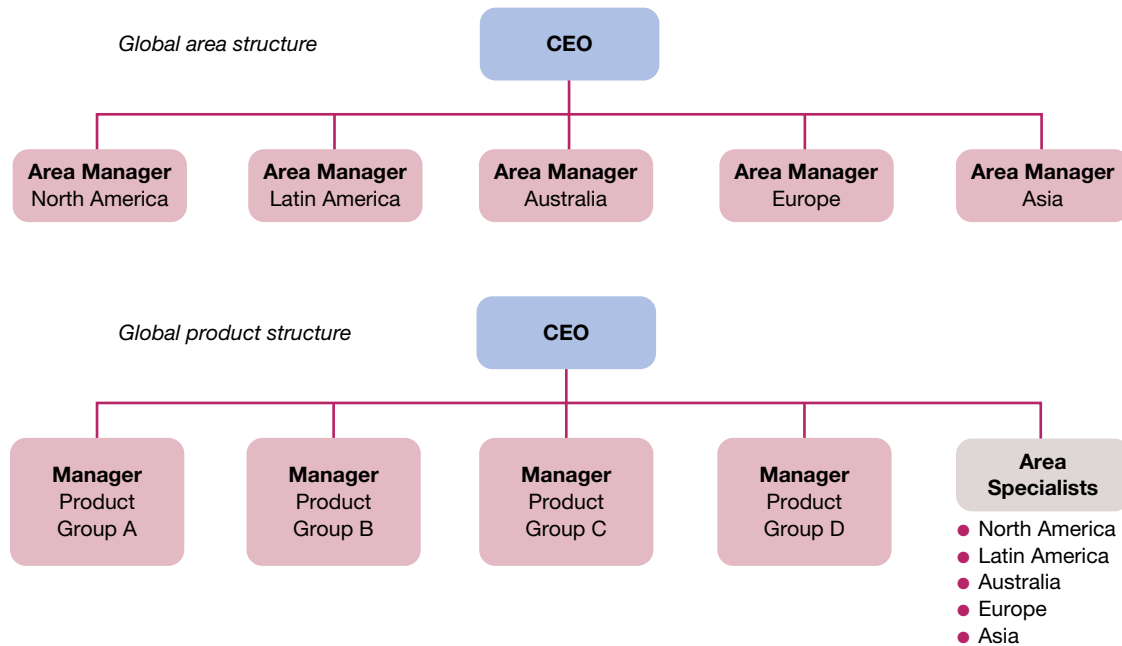 Global area structure
CEO
Area Manager
North America
Area Manager
Latin America
Area Manager
Australia
Area Manager
Europe
Area Manager
Asia
Global product structure
CEO
Manager
Product
Group A
Manager
Product
Group B
Manager
Product
Group C
Manager
Product
Group D
Area
Specialists
North America
Latin America
Australia
Europe
Asia